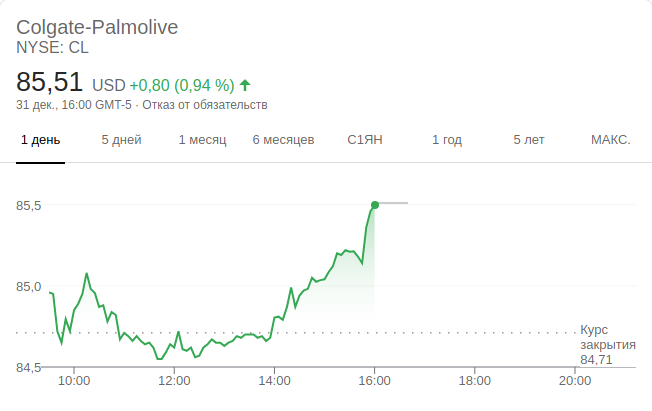 Colgate-Palmolive
NYSE: CL
85,51 USD +0,80 (0,94 %)
31 дек., 16:00 GMT-5 · Отказ от обязательств
1 день 5 дней 1 месяц 6 месяцев С1ЯН 1 год 5 лет МАКС.
85,5
85,0
84,5
Курс
закрытия
84,71
10:00 12:00 14:00 16:00 18:00 20:00